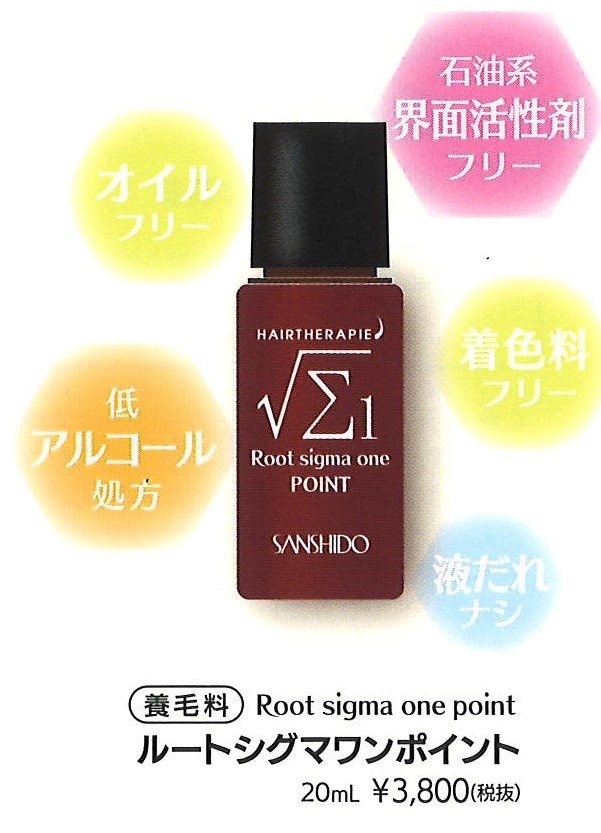 石油系
界面活性剤
フリー
オイル
フリー
着色料
フリー
低
アルコール
処方
液だれ
ナシ
HAIRTHERAPIE
√Σ1
Root sigma one
POINT
SANSHIDO
養毛料 Root sigma one point
ルートシグマワンポイント
20mL ¥3,800(税抜)